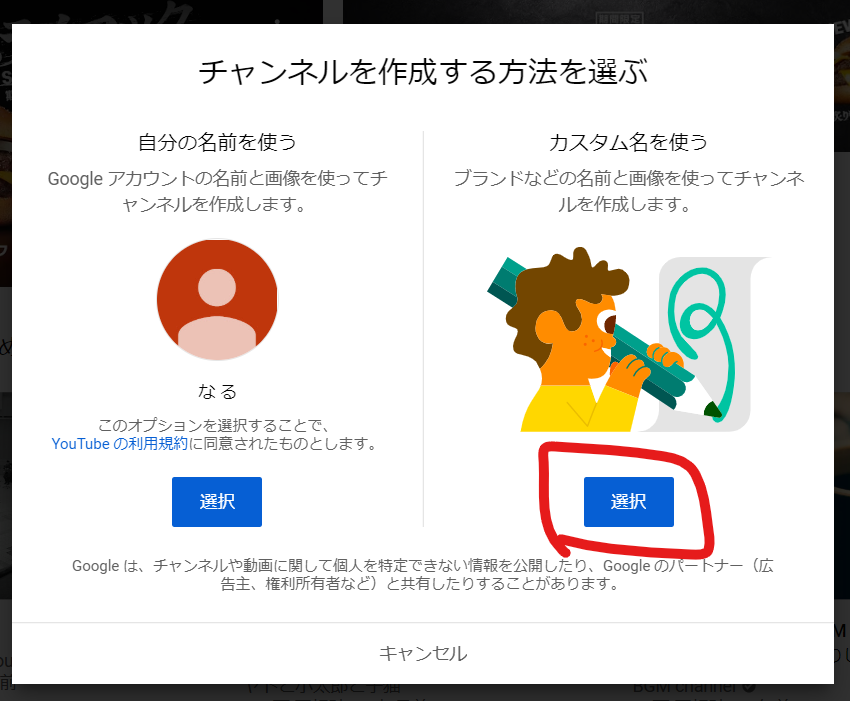 チャンネルを作成する方法を選ぶ
自分の名前を使う
Google アカウントの名前と画像を使ってチ
ャンネルを作成します。
なる
このオプションを選択することで、
YouTube の利用規約に同意されたものとします。
選択
カスタム名を使う
ブランドなどの名前と画像を使ってチャンネ
ルを作成します。
選択
Google は、チャンネルや動画に関して個人を特定できない情報を公開したり、Google のパートナー（広
告主、権利所有者など）と共有したりすることがあります。
キャンセル
BGM channel